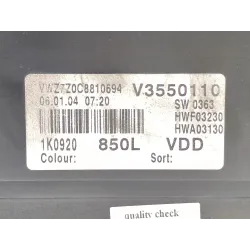 VWZ7Z0C8810694 V3550110
06.01.04 07:20 SW 0363
HWF03230
HWA03130
1K0920 850L VDD
Colour: Sort:
quality check